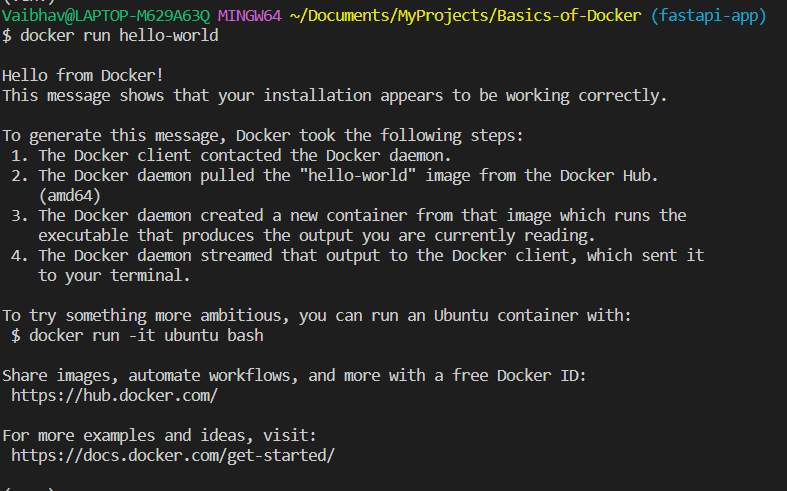 Vaibhav@LAPTOP-M629A63Q MINGW64 ~/Documents/MyProjects/Basics-of-Docker (fastapi-app)
$ docker run hello-world

Hello from Docker!
This message shows that your installation appears to be working correctly.

To generate this message, Docker took the following steps:
 1. The Docker client contacted the Docker daemon.
 2. The Docker daemon pulled the "hello-world" image from the Docker Hub.
    (amd64)
 3. The Docker daemon created a new container from that image which runs the
    executable that produces the output you are currently reading.
 4. The Docker daemon streamed that output to the Docker client, which sent it
    to your terminal.

To try something more ambitious, you can run an Ubuntu container with:
 $ docker run -it ubuntu bash

Share images, automate workflows, and more with a free Docker ID:
 https://hub.docker.com/

For more examples and ideas, visit:
 https://docs.docker.com/get-started/